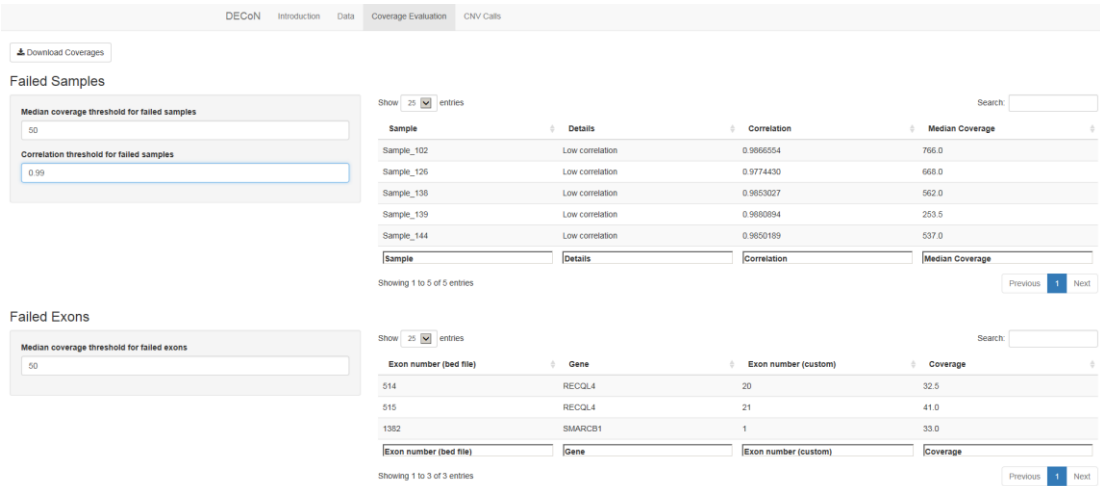 DECoN Introduction Data Coverage Evaluation CNV Calls
Download Coverages
Failed Samples
Median coverage threshold for failed samples
50
Correlation threshold for failed samples
0.99
Show 25 entries Search:
Sample Details Correlation Median Coverage
Sample_102 Low correlation 0.9866554 766.0
Sample_126 Low correlation 0.9774430 668.0
Sample_138 Low correlation 0.9853027 562.0
Sample_139 Low correlation 0.9880894 253.5
Sample_144 Low correlation 0.9850189 537.0
Sample Details Correlation Median Coverage
Showing 1 to 5 of 5 entries Previous 1 Next
Failed Exons
Median coverage threshold for failed exons
50
Show 25 entries Search:
Exon number (bed file) Gene Exon number (custom) Coverage
514 RECQL4 20 32.5
515 RECQL4 21 41.0
1382 SMARCB1 1 33.0
Exon number (bed file) Gene Exon number (custom) Coverage
Showing 1 to 3 of 3 entries Previous 1 Next